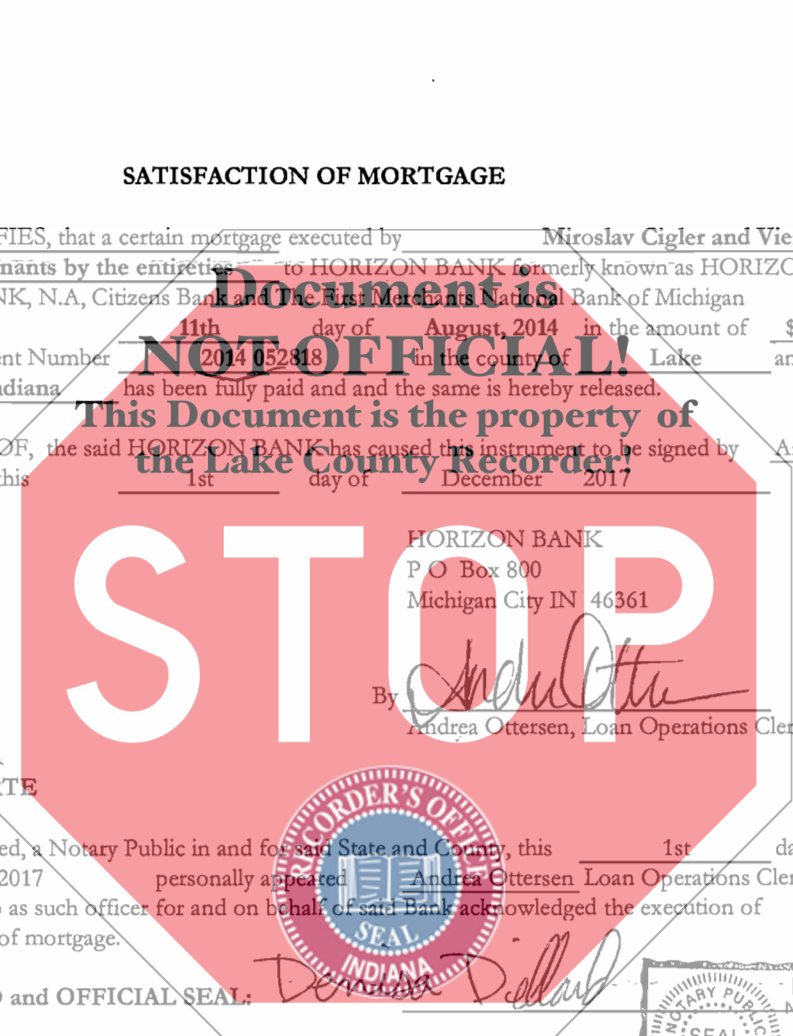 SATISFACTION OF MORTGAGE
FIES, that a certain mortgage executed by Miroslav Cigler and Vie
nants by the entireties to HORIZON BANK formerly known as HORIZO
NK, N.A, Citizens Bank and The First Merchants National Bank of Michigan
Document is
11th day of August, 2014 in the amount of $
NOT OFFICIAL!
ent Number 2014 052818 in the county of Lake an
ndiana has been fully paid and and the same is hereby released.
This Document is the property of
OF, the said HORIZON BANK has caused this instrument to be signed by A
the Lake County Recorder!
this 1st day of December 2017
STOP
HORIZON BANK
P O Box 800
Michigan City IN 46361
By Andrea Otter
Andrea Ottersen, Loan Operations Cler
RTE
RECORDER'S OFFICE
ed, a Notary Public in and for said State and County, this 1st da
2017 personally appeared Andrea Ottersen Loan Operations Cler
as such officer for and on behalf of said Bank acknowledged the execution of
of mortgage.
SEAL
INDIANA
and OFFICIAL SEAL: Denisa Dillard
NOTARY PUBLIC
SEAL